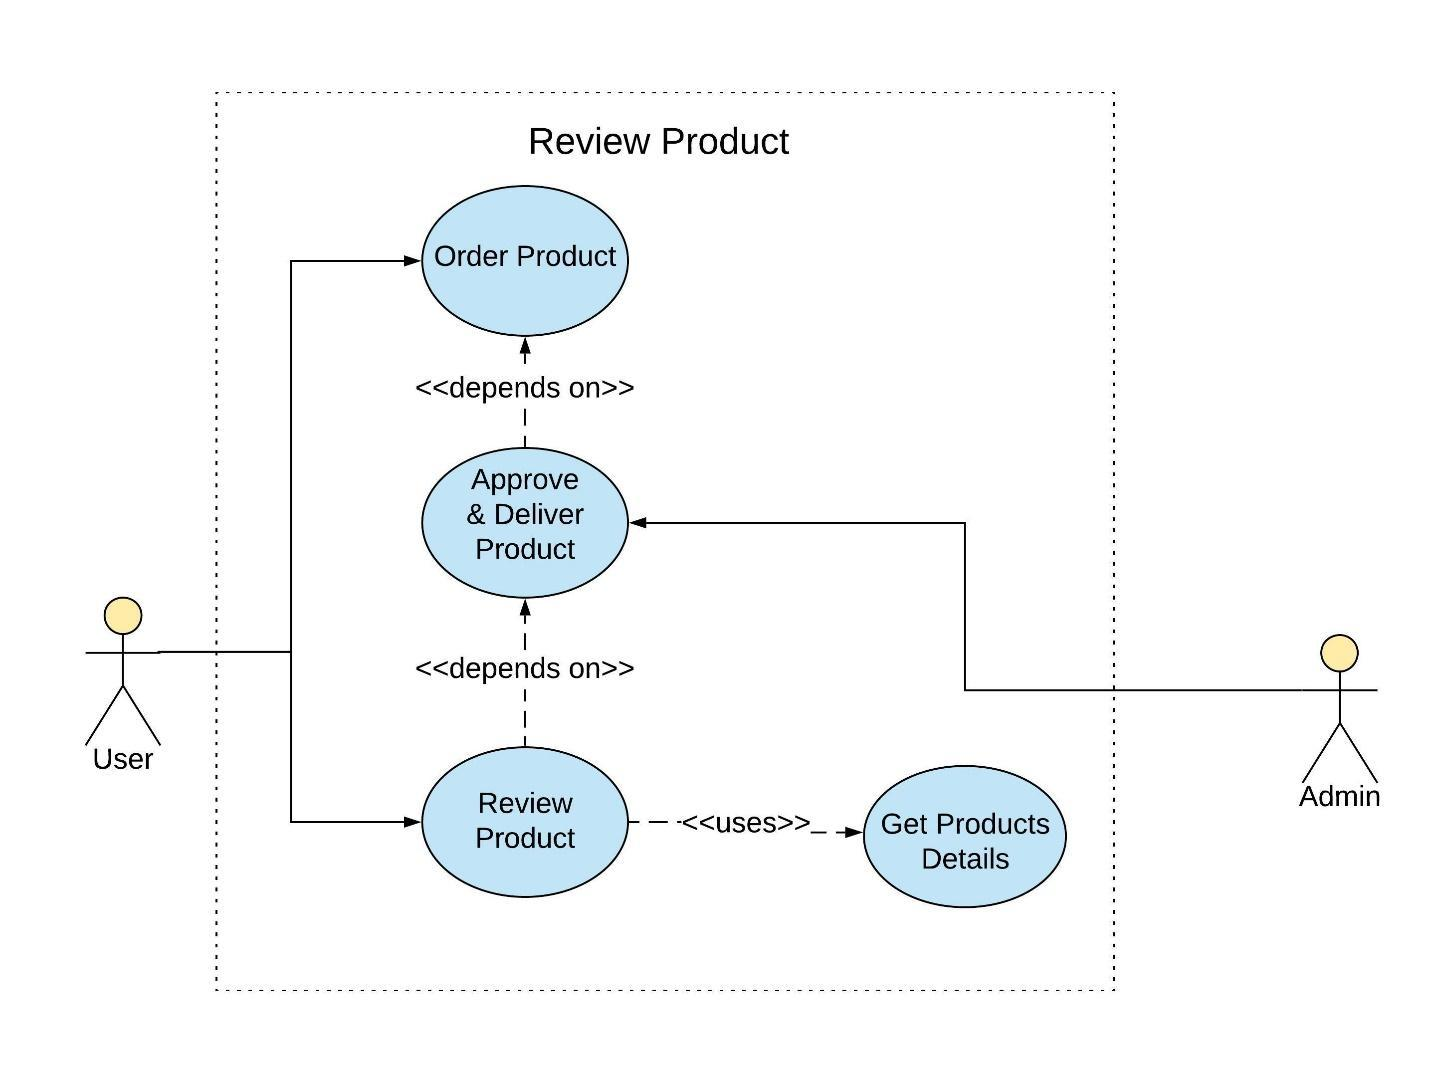 Review Product
Order Product
<<depends on>>
Approve
& Deliver
Product
<<depends on>>
User
Review
Product
<<uses>>
Get Products
Details
Admin